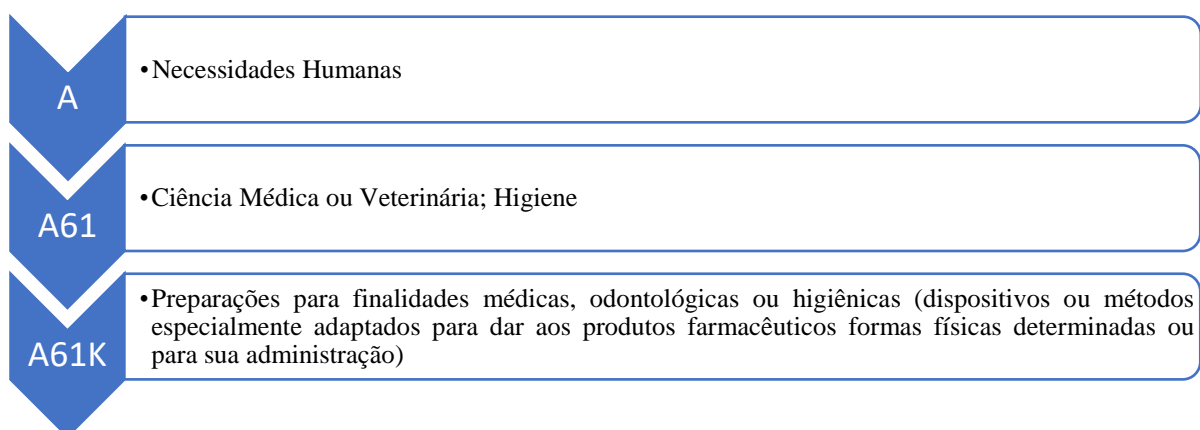 A
•Necessidades Humanas
A61
•Ciência Médica ou Veterinária; Higiene
A61K
•Preparações para finalidades médicas, odontológicas ou higiênicas (dispositivos ou métodos
especialmente adaptados para dar aos produtos farmacêuticos formas físicas determinadas ou
para sua administração)